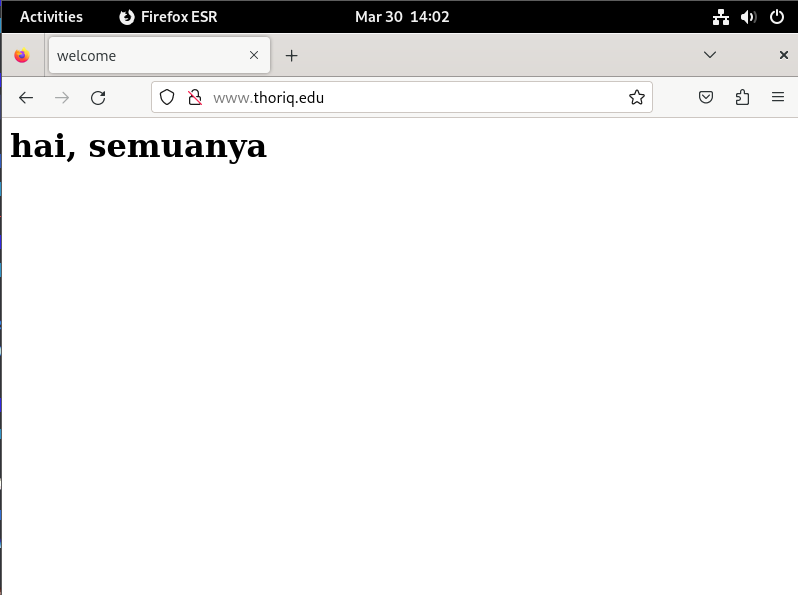 Activities Firefox ESR Mar 30 14:02
welcome
www.thoriq.edu
hai, semuanya